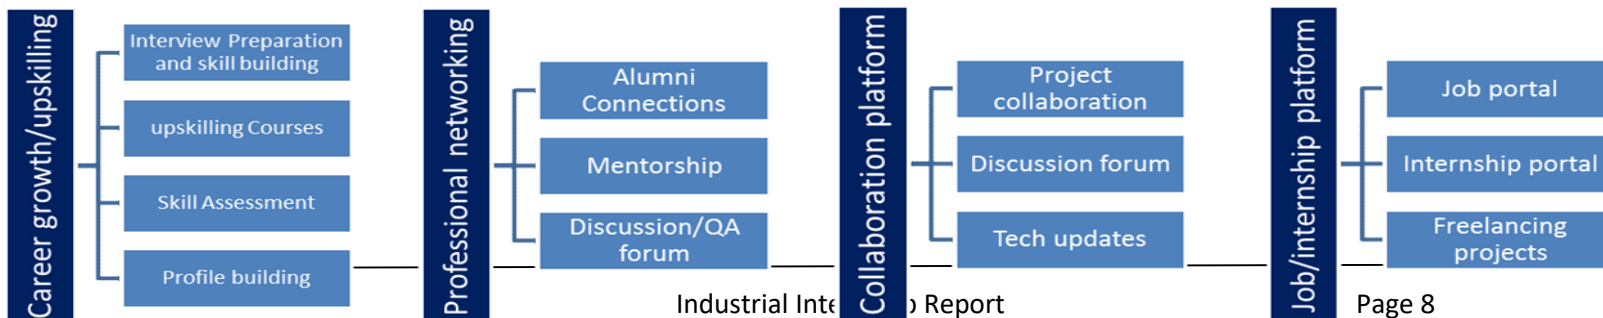 Career growth/upskilling
Interview Preparation
and skill building
upskilling Courses
Skill Assessment
Profile building
Professional networking
Alumni
Connections
Mentorship
Discussion/QA
forum
Collaboration platform
Project
collaboration
Discussion forum
Tech updates
Job/internship platform
Job portal
Internship portal
Freelancing
projects
Industrial Report
Page 8